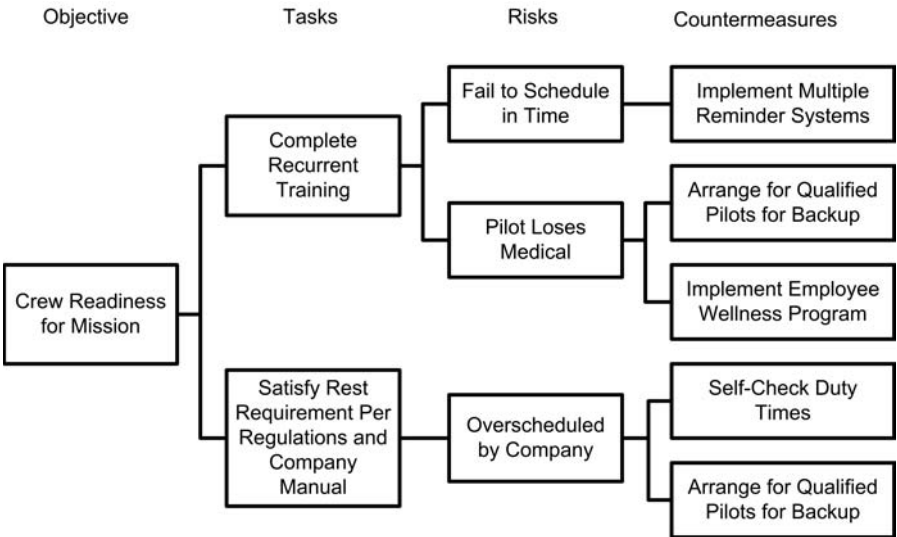 Objective
Tasks
Risks
Countermeasures
Crew Readiness
for Mission
Complete
Recurrent
Training
Satisfy Rest
Requirement Per
Regulations and
Company
Manual
Fail to Schedule
in Time
Pilot Loses
Medical
Overscheduled
by Company
Implement Multiple
Reminder Systems
Arrange for Qualified
Pilots for Backup
Implement Employee
Wellness Program
Self-Check Duty
Times
Arrange for Qualified
Pilots for Backup